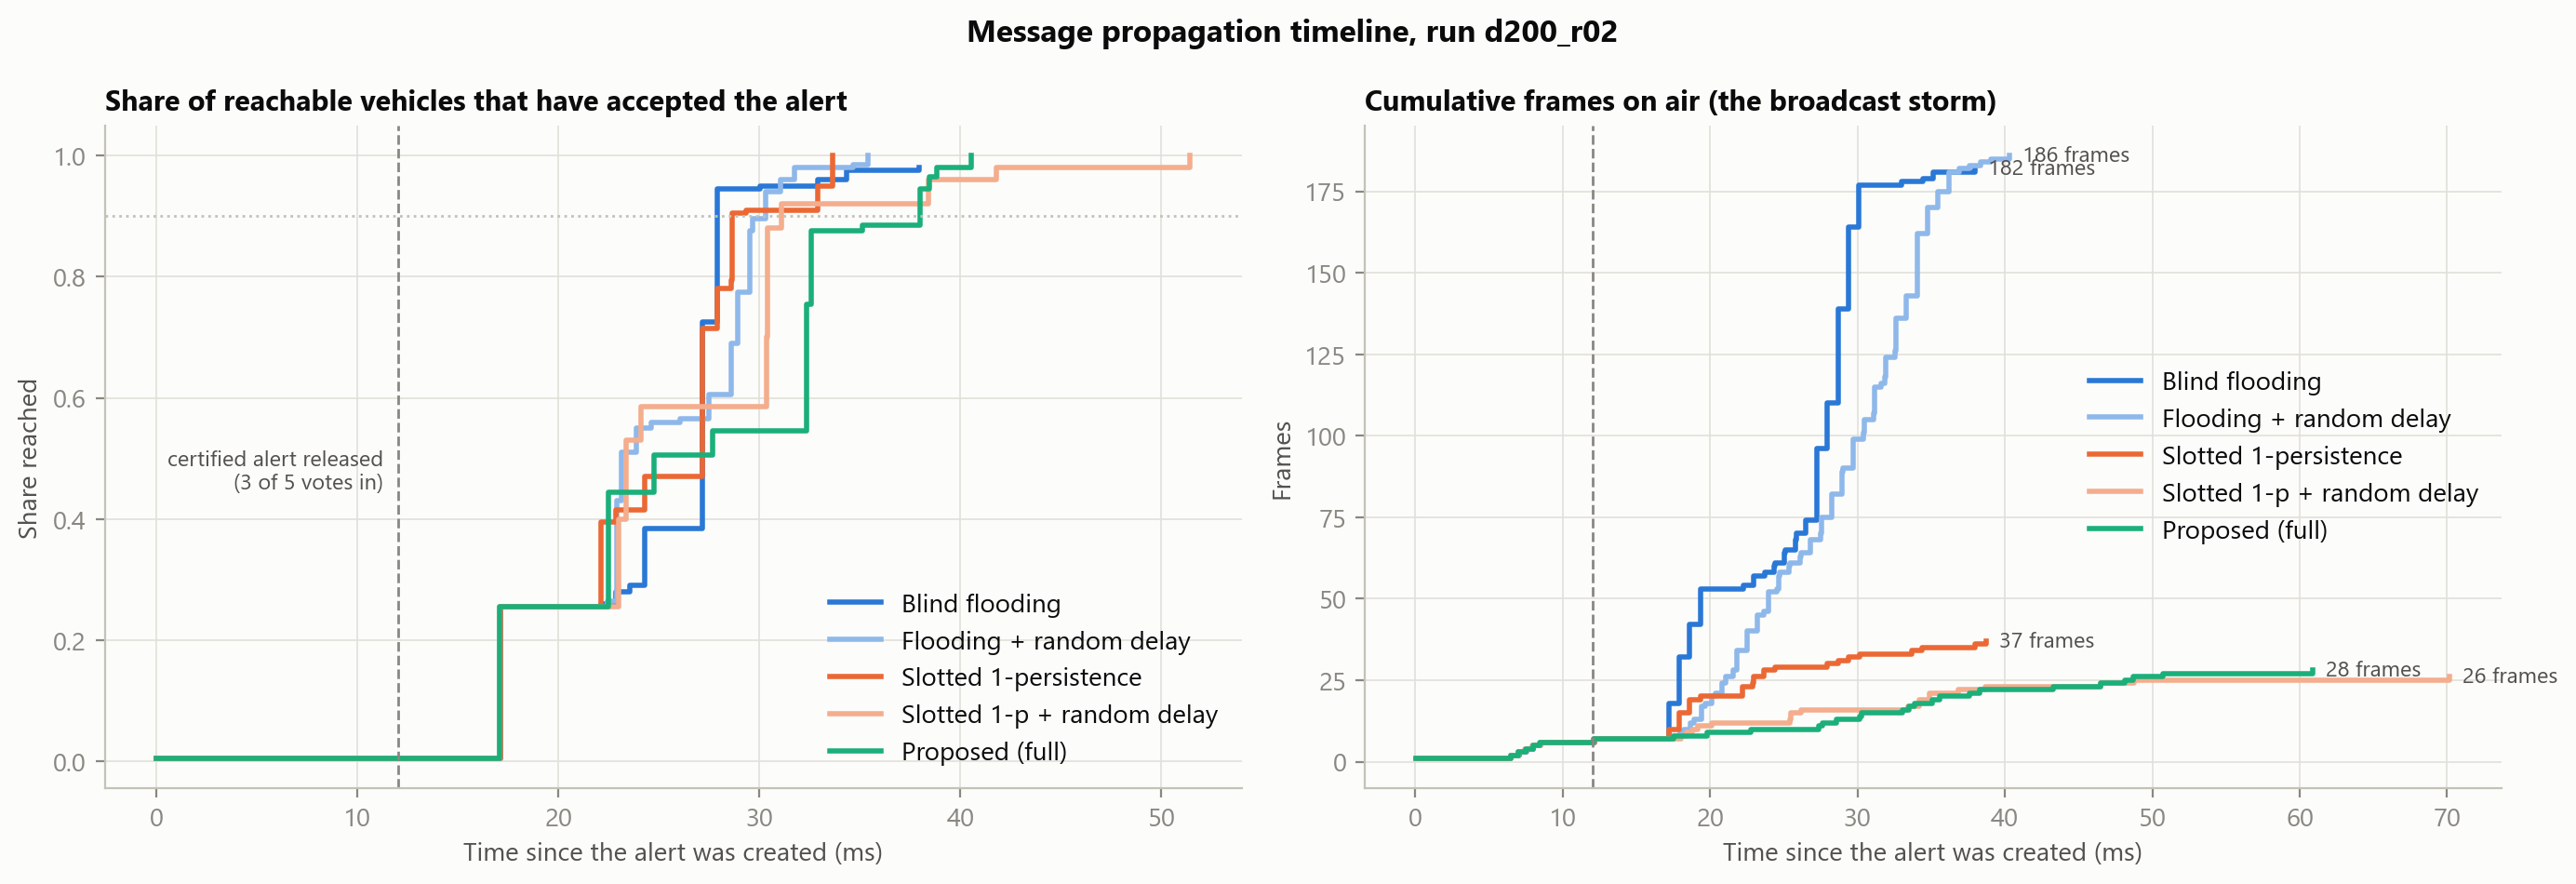 Message propagation timeline, run d200_r02
Share of reachable vehicles that have accepted the alert
1.0
0.8
0.6
0.4
0.2
0.0
Share reached
certified alert released
(3 of 5 votes in)
Blind flooding
Flooding + random delay
Slotted 1-persistence
Slotted 1-p + random delay
Proposed (full)
0 10 20 30 40 50
Time since the alert was created (ms)
Cumulative frames on air (the broadcast storm)
175
150
125
100
75
50
25
0
Frames
186 frames
182 frames
37 frames
28 frames
26 frames
Blind flooding
Flooding + random delay
Slotted 1-persistence
Slotted 1-p + random delay
Proposed (full)
0 10 20 30 40 50 60 70
Time since the alert was created (ms)